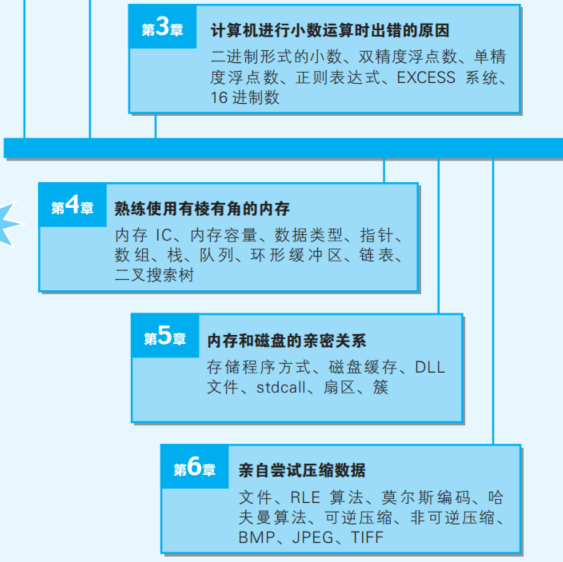 第3章 计算机进行小数运算时出错的原因
二进制形式的小数、双精度浮点数、单精
度浮点数、正则表达式、EXCESS 系统、
16 进制数
第4章 熟练使用有棱有角的内存
内存 IC、内存容量、数据类型、指针、
数组、栈、队列、环形缓冲区、链表、
二叉搜索树
第5章 内存和磁盘的亲密关系
存储程序方式、磁盘缓存、DLL
文件、stdcall、扇区、簇
第6章 亲自尝试压缩数据
文件、RLE 算法、莫尔斯编码、哈
夫曼算法、可逆压缩、非可逆压缩、
BMP、JPEG、TIFF